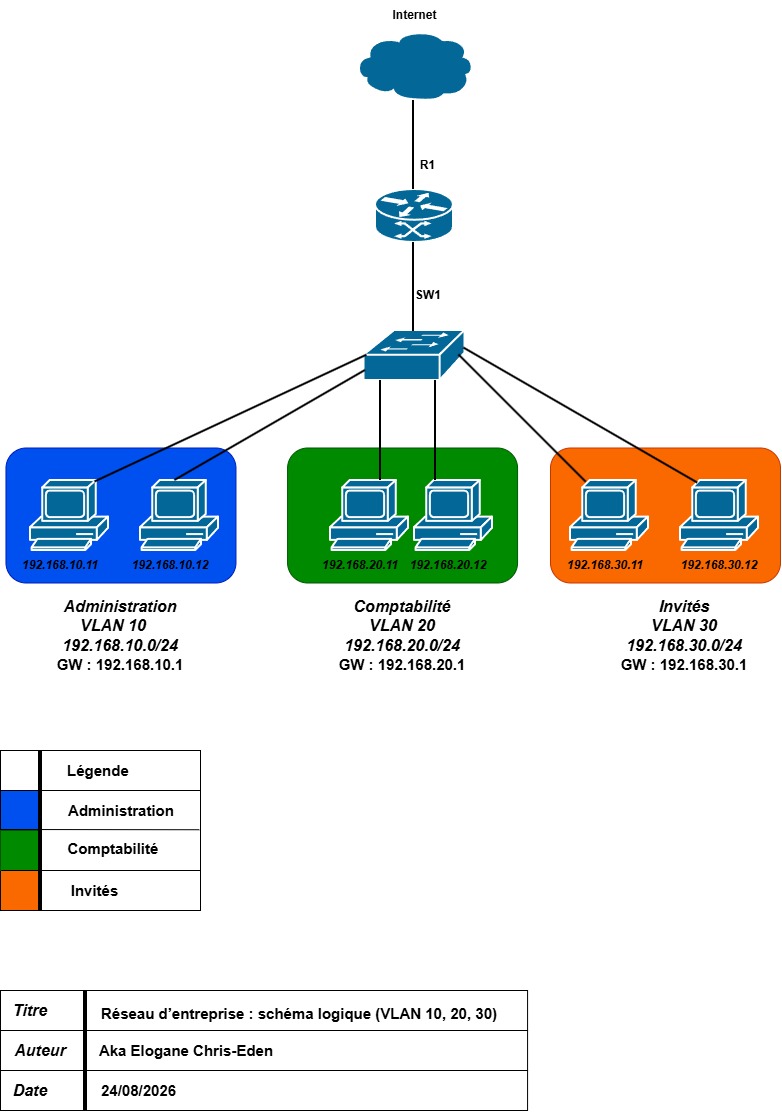 Internet
R1
SW1
192.168.10.11
192.168.10.12
192.168.20.11
192.168.20.12
192.168.30.11
192.168.30.12
Administration
VLAN 10
192.168.10.0/24
GW : 192.168.10.1
Comptabilité
VLAN 20
192.168.20.0/24
GW : 192.168.20.1
Invités
VLAN 30
192.168.30.0/24
GW : 192.168.30.1
Légende
Administration
Comptabilité
Invités
Titre
Réseau d’entreprise : schéma logique (VLAN 10, 20, 30)
Auteur
Aka Elogane Chris-Eden
Date
24/08/2026